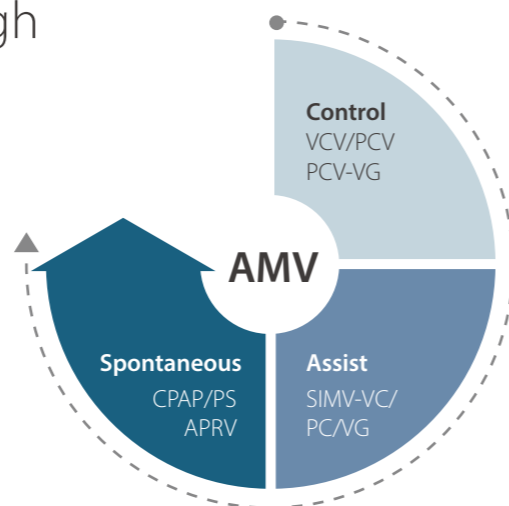 gh
Control
VCV/PCV
PCV-VG
AMV
Spontaneous
CPAP/PS
APRV
Assist
SIMV-VC/
PC/VG